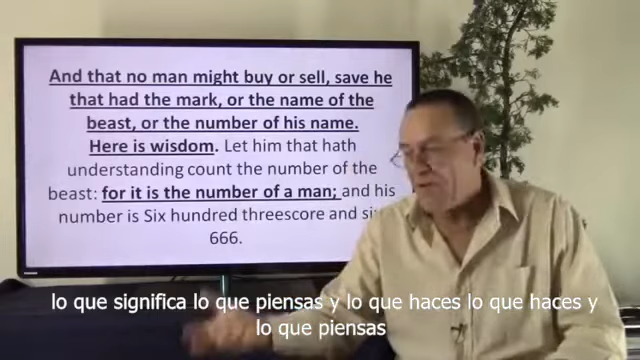 And that no man might buy or sell, save he
that had the mark, or the name of the
beast, or the number of his name.
Here is wisdom. Let him that hath
understanding count the number of the
beast: for it is the number of a man; and his
number is Six hundred threescore and
666.
lo que significa lo que piensas y lo que haces lo que haces y
lo que piensas